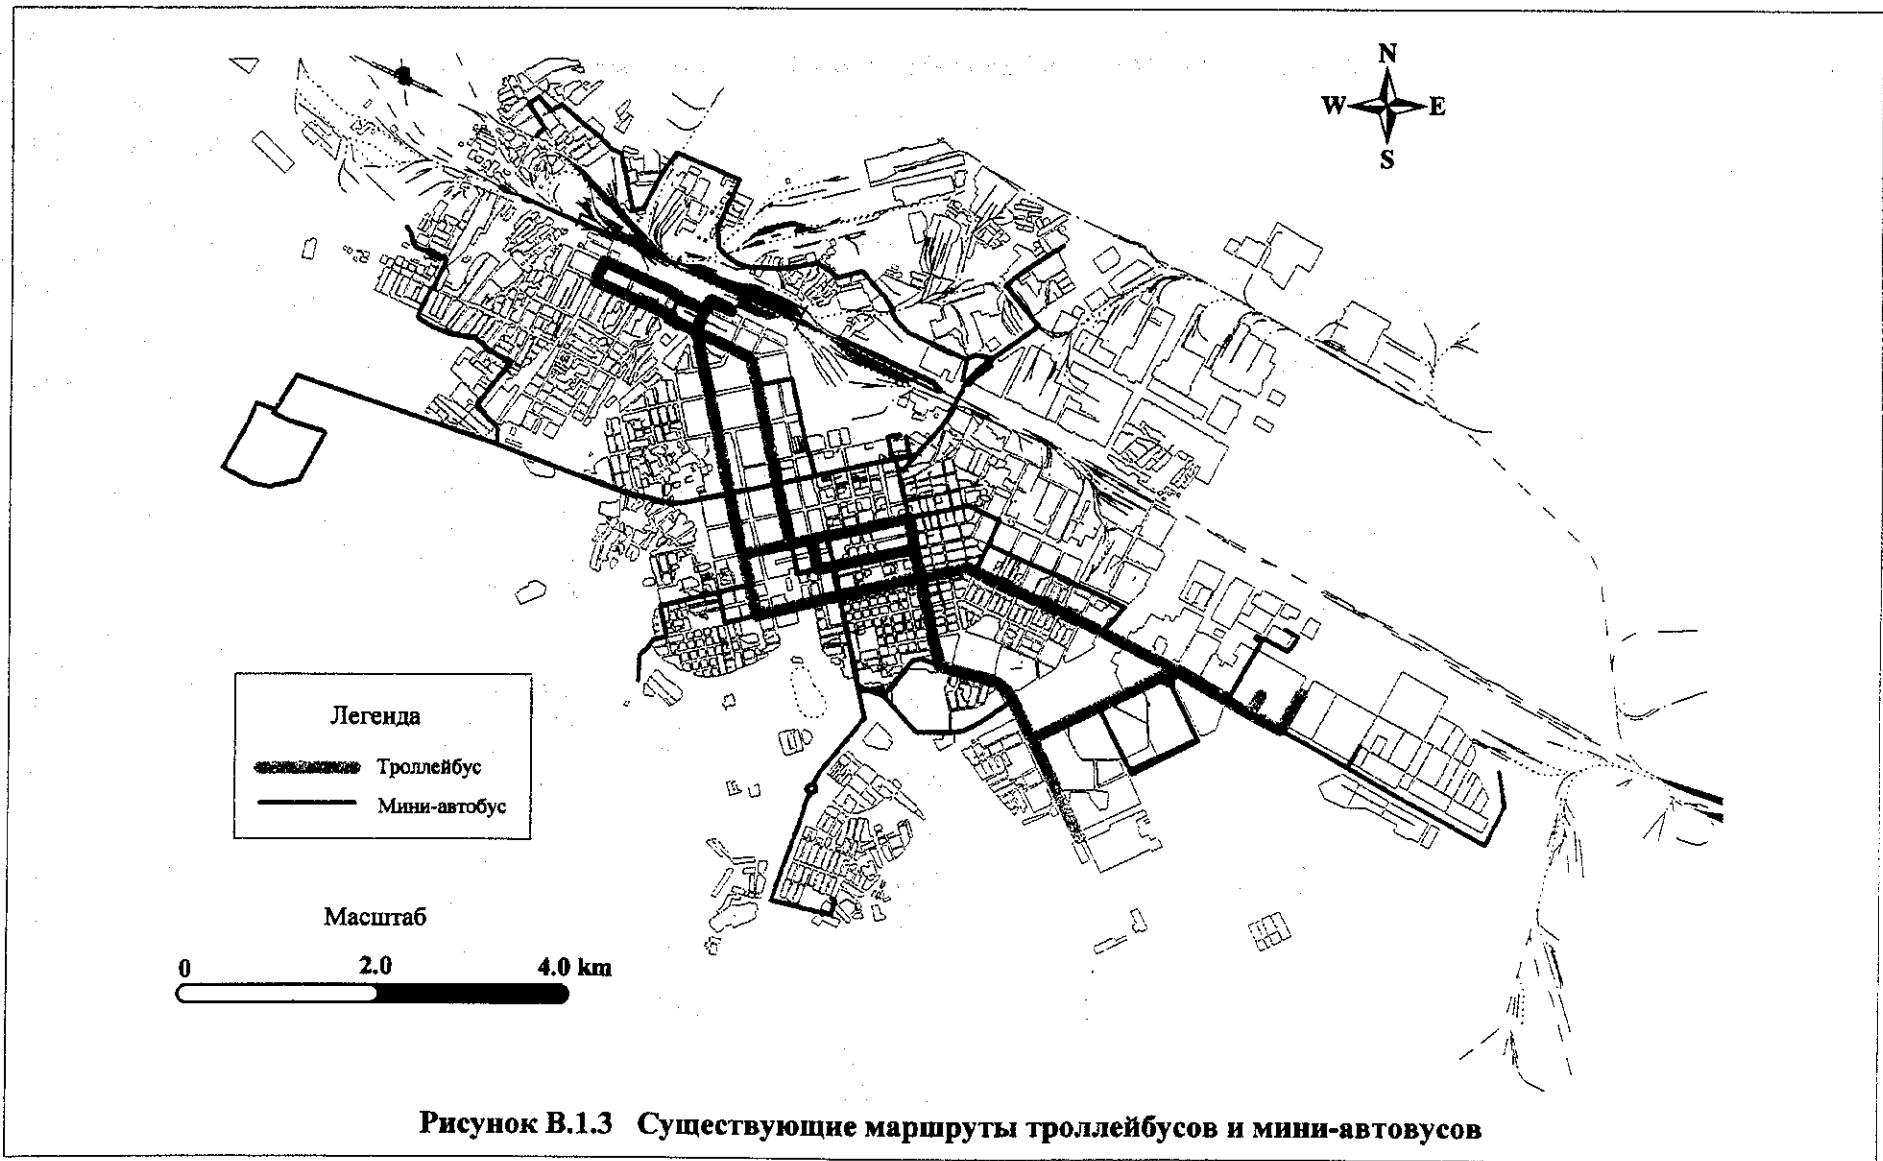 N
W E
S
Легенда
Троллейбус
Мини-автобус
Масштаб
0 2.0 4.0 km
Рисунок В.1.3 Существующие маршруты троллейбусов и мини-автовусов